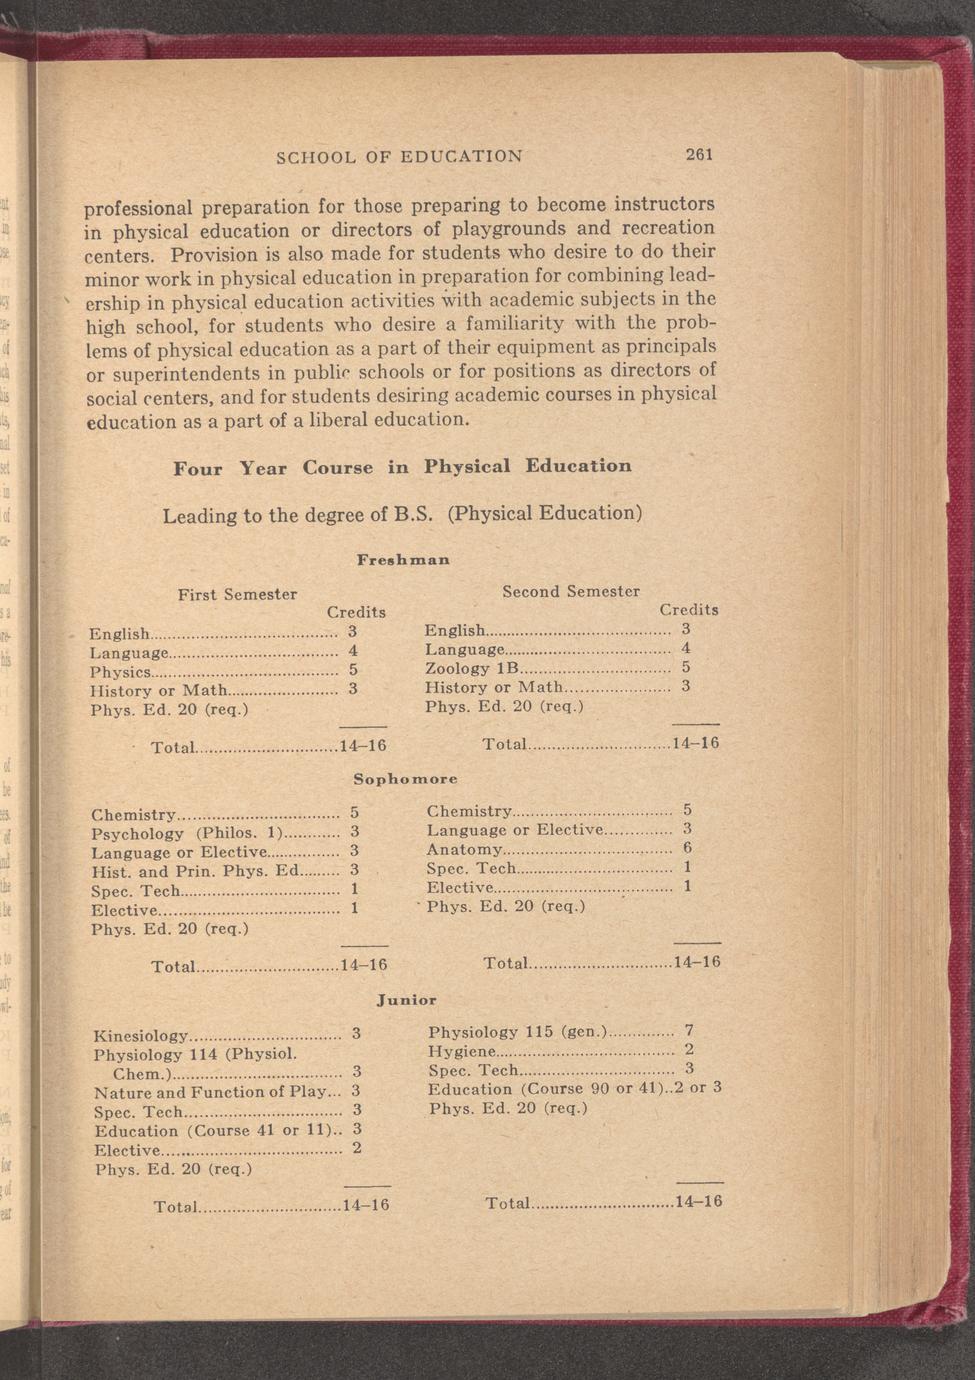 SCHOOL OF EDUCATION 261
professional preparation for those preparing to become instructors
in physical education or directors of playgrounds and recreation
centers. Provision is also made for students who desire to do their
minor work in physical education in preparation for combining lead-
ership in physical education activities with academic subjects in the
high school, for students who desire a familiarity with the prob-
lems of physical education as a part of their equipment as principals
or superintendents in public schools or for positions as directors of
social centers, and for students desiring academic courses in physical
education as a part of a liberal education.
Four Year Course in Physical Education
Leading to the degree of B.S. (Physical Education)
Freshman
First Semester
Credits
English 3
Language 4
Physics 5
History or Math. 3
Phys. Ed. 20 (req.)
Total 14–16
Second Semester
Credits
English 3
Language 4
Zoology 1B 5
History or Math. 3
Phys. Ed. 20 (req.)
Total 14–16
Sophomore
Chemistry 5
Psychology (Philos. 1) 3
Language or Elective 3
Hist. and Prin. Phys. Ed. 3
Spec. Tech. 1
Elective 1
Phys. Ed. 20 (req.)
Total 14–16
Chemistry 5
Language or Elective 3
Anatomy 6
Spec. Tech. 1
Elective 1
Phys. Ed. 20 (req.)
Total 14–16
Junior
Kinesiology 3
Physiology 114 (Physiol.
Chem.) 3
Nature and Function of Play 3
Spec. Tech. 3
Education (Course 41 or 11) 3
Elective 2
Phys. Ed. 20 (req.)
Total 14–16
Physiology 115 (gen.) 7
Hygiene 2
Spec. Tech. 3
Education (Course 90 or 41) 2 or 3
Phys. Ed. 20 (req.)
Total 14–16